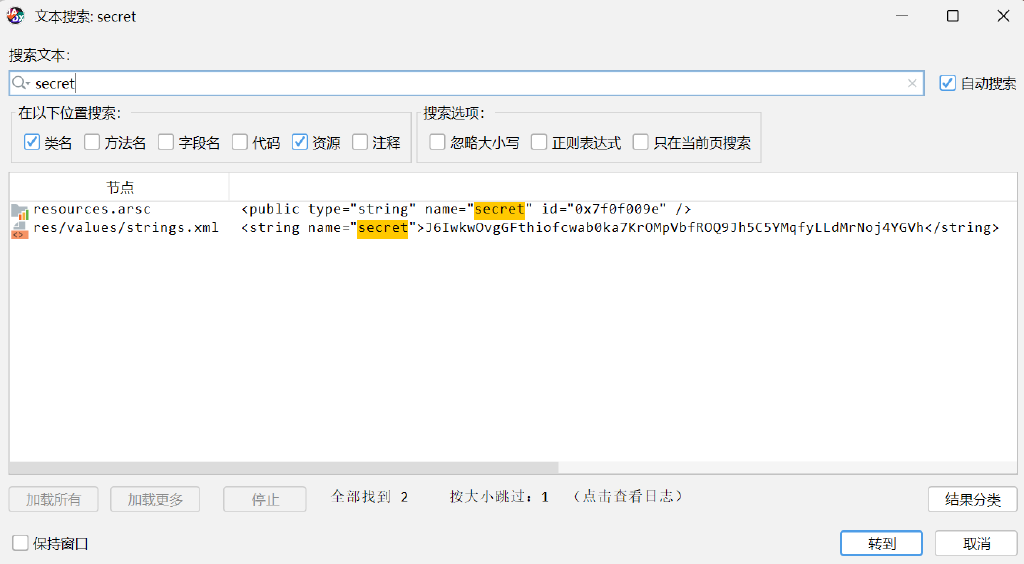 文本搜索: secret
搜索文本:
secret
自动搜索
在以下位置搜索:
搜索选项:
类名 方法名 字段名 代码 资源 注释
忽略大小写 正则表达式 只在当前页搜索
节点
resources.arsc <public type="string" name="secret" id="0x7f0f009e" />
res/values/strings.xml <string name="secret">J6IwkwOvgGFthiofcwab0ka7KrOMpVbfROQ9Jh5C5YMqfyLLdMrNoj4YGVh</string>
加载所有 加载更多 停止 全部找到 2 按大小跳过: 1 (点击查看日志) 结果分类
保持窗口 转到 取消